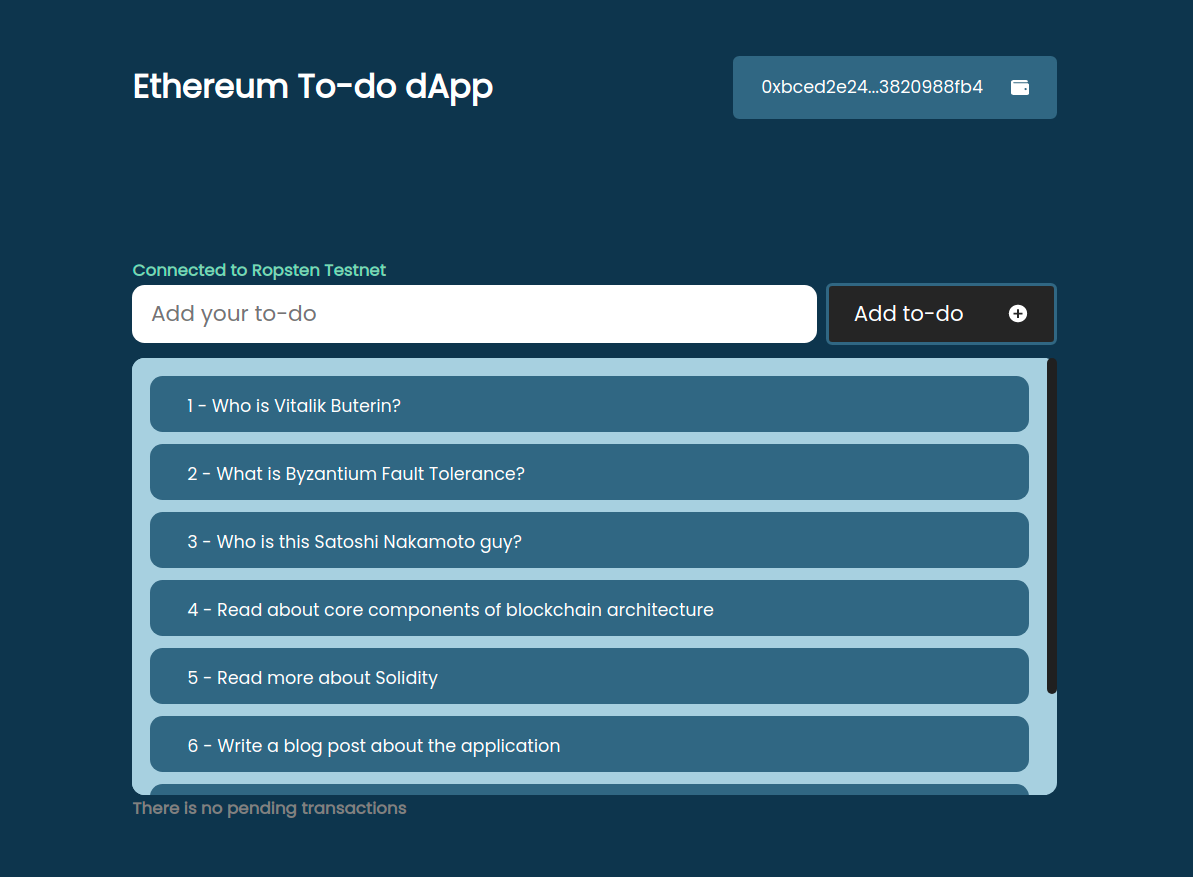 Ethereum To-do dApp
0xbced2e24...3820988fb4
Connected to Ropsten Testnet
Add your to-do
Add to-do
1 - Who is Vitalik Buterin?
2 - What is Byzantium Fault Tolerance?
3 - Who is this Satoshi Nakamoto guy?
4 - Read about core components of blockchain architecture
5 - Read more about Solidity
6 - Write a blog post about the application
There is no pending transactions